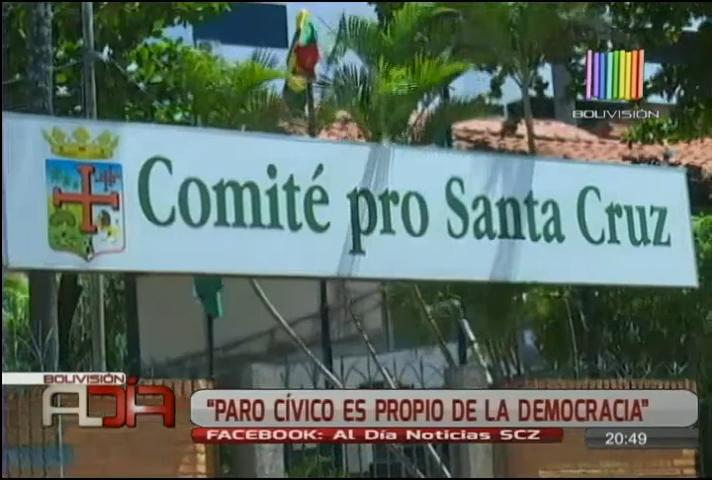 BOLIVISIÓN
Comité pro Santa Cruz
BOLIVISIÓN
ALDÍA
"PARO CÍVICO ES PROPIO DE LA DEMOCRACIA"
FACEBOOK: Al Día Noticias SCZ
20:49